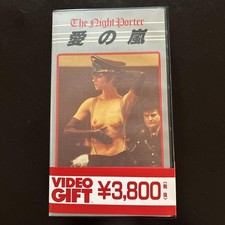 The Night Porter
愛の嵐
VIDEO
GIFT
¥3,800